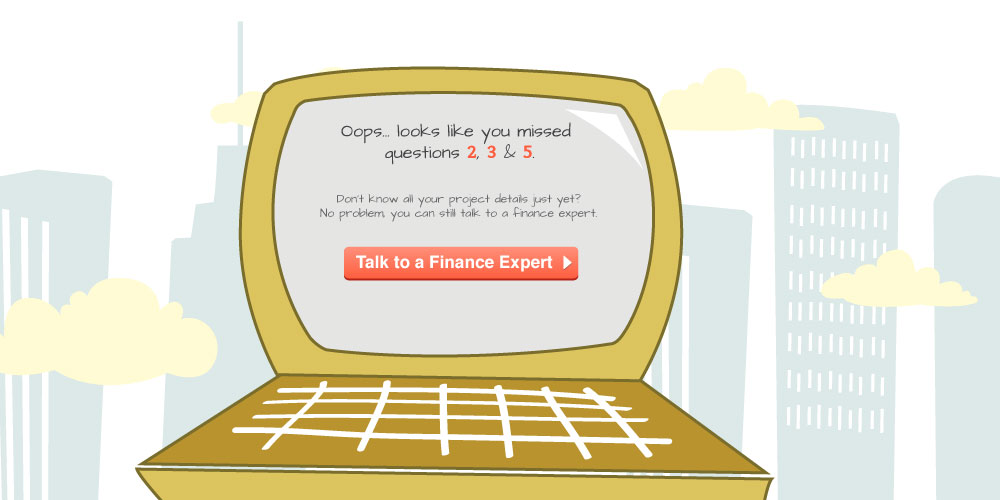 Oops... looks like you missed
questions 2, 3 & 5.
Don't know all your project details just yet?
No problem, you can still talk to a finance expert.
Talk to a Finance Expert